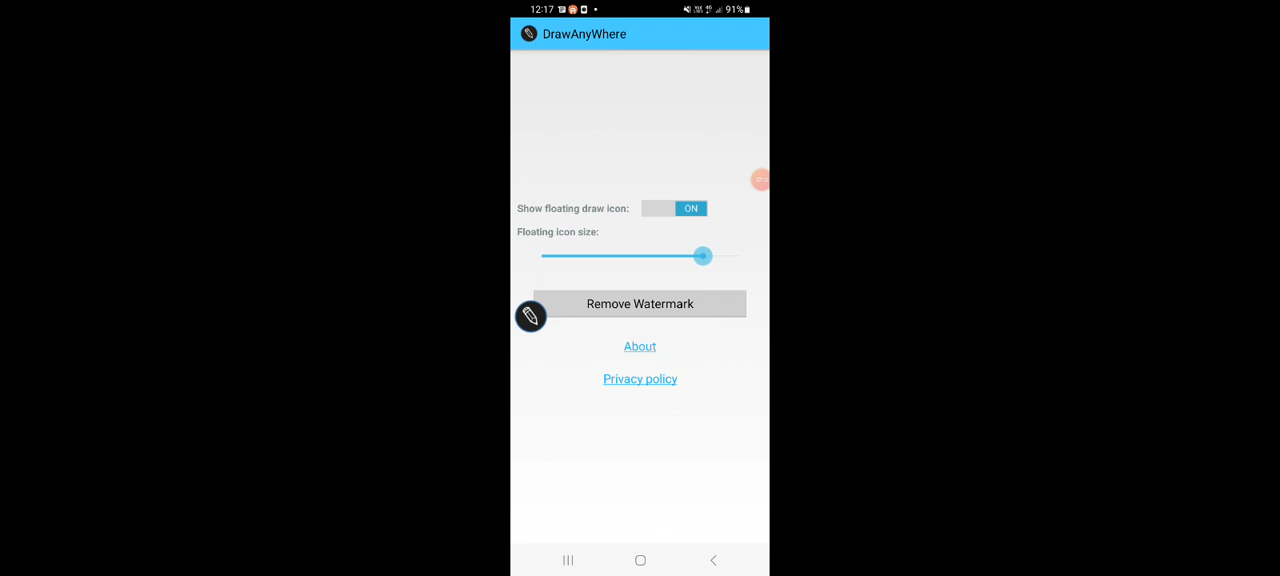 12:17 91%
DrawAnyWhere
Show floating draw icon: ON
Floating icon size:
Remove Watermark
About
Privacy policy